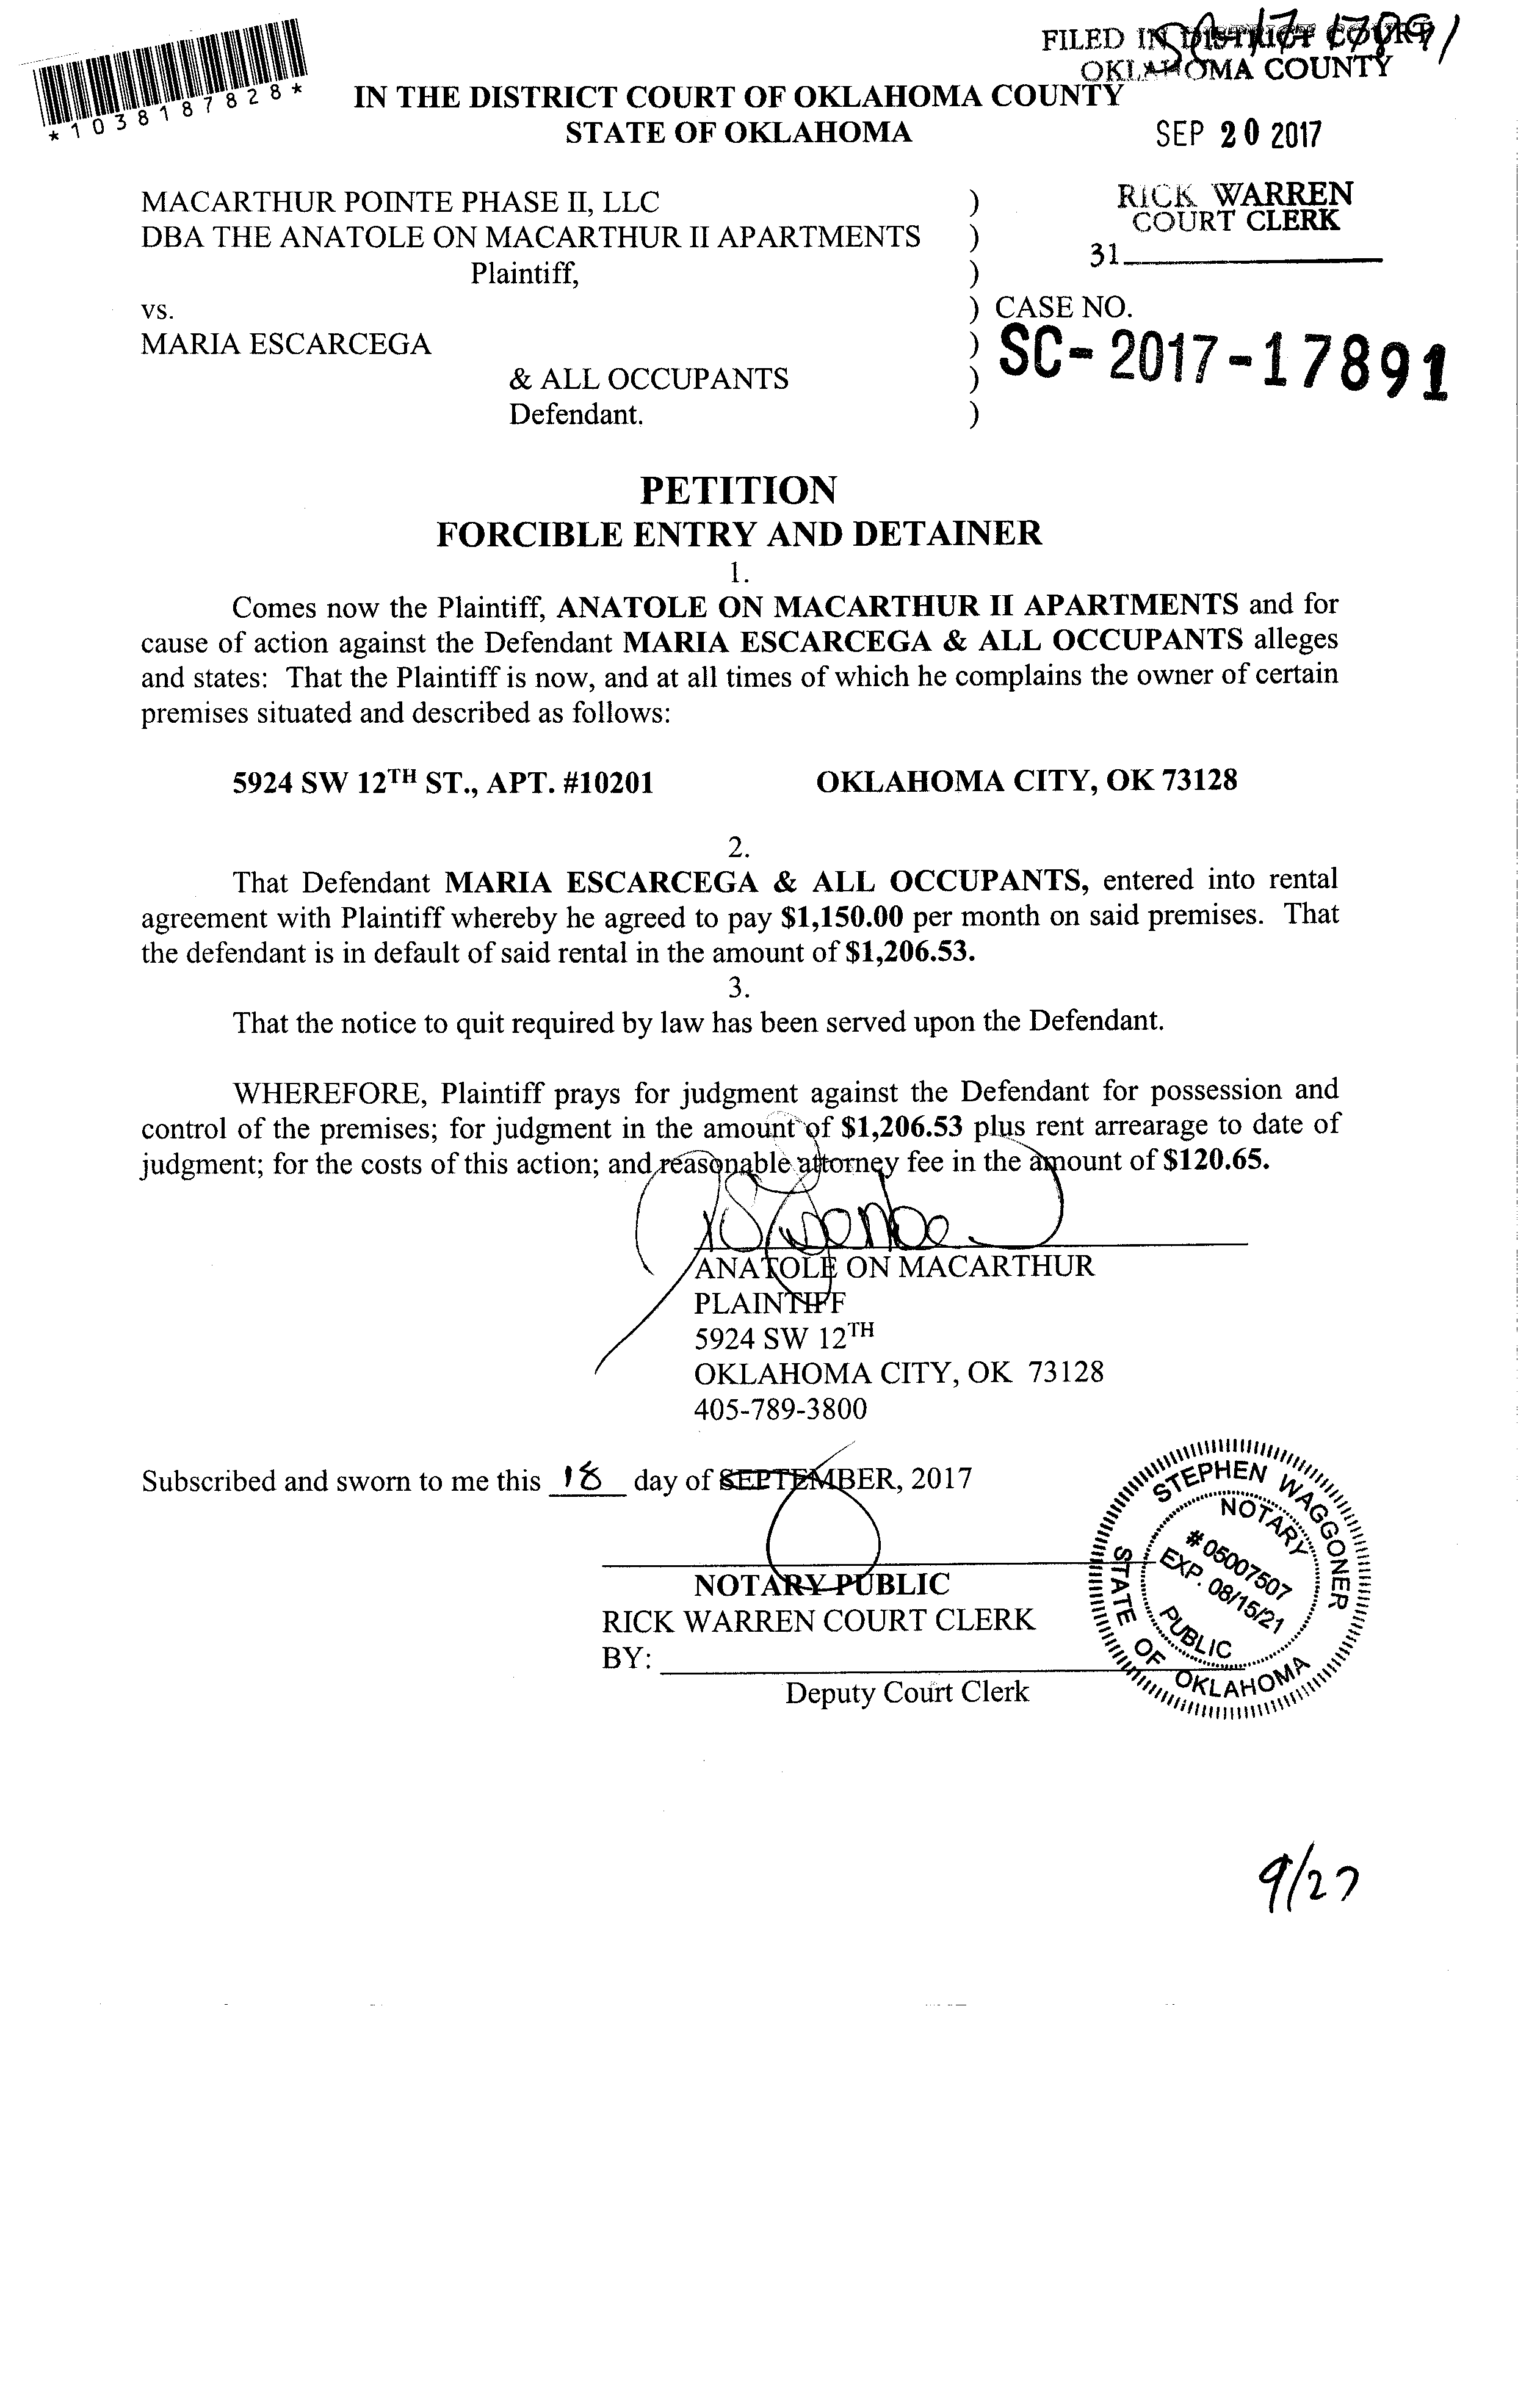 SC-17-17891
FILED IN DISTRICT COURT
OKLAHOMA COUNTY
*1038187828*
IN THE DISTRICT COURT OF OKLAHOMA COUNTY
STATE OF OKLAHOMA
SEP 20 2017
MACARTHUR POINTE PHASE II, LLC )
RICK WARREN
COURT CLERK
DBA THE ANATOLE ON MACARTHUR II APARTMENTS )
31
Plaintiff, )
vs. ) CASE NO.
MARIA ESCARCEGA ) SC-2017-17891
& ALL OCCUPANTS )
Defendant. )
PETITION
FORCIBLE ENTRY AND DETAINER
1.
Comes now the Plaintiff, ANATOLE ON MACARTHUR II APARTMENTS and for
cause of action against the Defendant MARIA ESCARCEGA & ALL OCCUPANTS alleges
and states: That the Plaintiff is now, and at all times of which he complains the owner of certain
premises situated and described as follows:
5924 SW 12TH ST., APT. #10201 OKLAHOMA CITY, OK 73128
2.
That Defendant MARIA ESCARCEGA & ALL OCCUPANTS, entered into rental
agreement with Plaintiff whereby he agreed to pay $1,150.00 per month on said premises. That
the defendant is in default of said rental in the amount of $1,206.53.
3.
That the notice to quit required by law has been served upon the Defendant.
WHEREFORE, Plaintiff prays for judgment against the Defendant for possession and
control of the premises; for judgment in the amount of $1,206.53 plus rent arrearage to date of
judgment; for the costs of this action; and reasonable attorney fee in the amount of $120.65.
ANATOLE ON MACARTHUR
PLAINTIFF
5924 SW 12TH
OKLAHOMA CITY, OK 73128
405-789-3800
Subscribed and sworn to me this 18 day of SEPTEMBER, 2017
NOTARY PUBLIC
RICK WARREN COURT CLERK
BY:
Deputy Court Clerk
STEPHEN WAGGONER
NOTARY
# 05007507
EXP. 08/15/21
PUBLIC
STATE OF OKLAHOMA
9/27